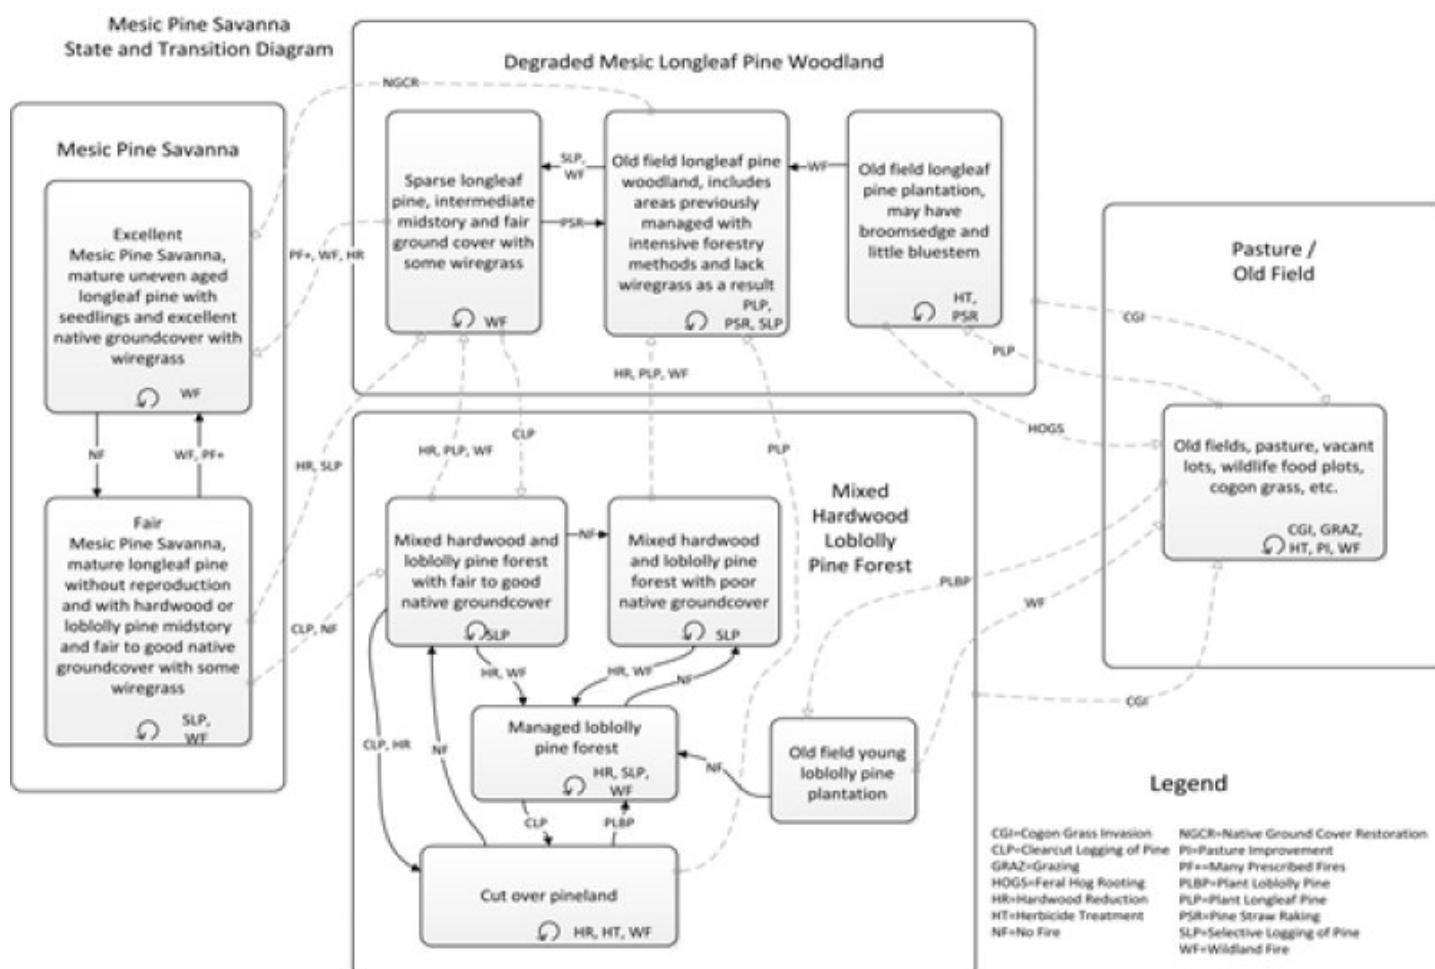 Mesic Pine Savanna
State and Transition Diagram
Mesic Pine Savanna
Excellent
Mesic Pine Savanna,
mature uneven aged
longleaf pine with
seedlings and excellent
native groundcover with
wiregrass
WF
NF
WF, PF+
Fair
Mesic Pine Savanna,
mature longleaf pine
without reproduction
and with hardwood or
loblolly pine midstory
and fair to good native
groundcover with some
wiregrass
SLP,
WF
NGCR
PF+, WF, HR
HR, SLP
CLP, NF
Degraded Mesic Longleaf Pine Woodland
Sparse longleaf
pine, intermediate
midstory and fair
ground cover with
some wiregrass
WF
SLP,
WF
PSR
Old field longleaf pine
woodland, includes
areas previously
managed with
intensive forestry
methods and lack
wiregrass as a result
PLP,
PSR, SLP
WF
Old field longleaf
pine plantation,
may have
broomsedge and
little bluestem
HT,
PSR
HR, PLP, WF
CLP
HR, PLP, WF
PLP
HOGS
PLP
CGI
Mixed
Hardwood
Loblolly
Pine Forest
Mixed hardwood and
loblolly pine forest
with fair to good
native groundcover
SLP
NF
Mixed hardwood
and loblolly pine
forest with poor
native groundcover
SLP
HR, WF
HR, WF
NF
Managed loblolly
pine forest
HR, SLP,
WF
CLP, HR
NF
CLP
PLBP
NF
Old field young
loblolly pine
plantation
Cut over pineland
HR, HT, WF
PLBP
WF
CGI
Pasture /
Old Field
Old fields, pasture, vacant
lots, wildlife food plots,
cogon grass, etc.
CGI, GRAZ,
HT, PI, WF
Legend
CGI=Cogon Grass Invasion
CLP=Clearcut Logging of Pine
GRAZ=Grazing
HOGS=Feral Hog Rooting
HR=Hardwood Reduction
HT=Herbicide Treatment
NF=No Fire
NGCR=Native Ground Cover Restoration
PI=Pasture Improvement
PF+=Many Prescribed Fires
PLBP=Plant Loblolly Pine
PLP=Plant Longleaf Pine
PSR=Pine Straw Raking
SLP=Selective Logging of Pine
WF=Wildland Fire